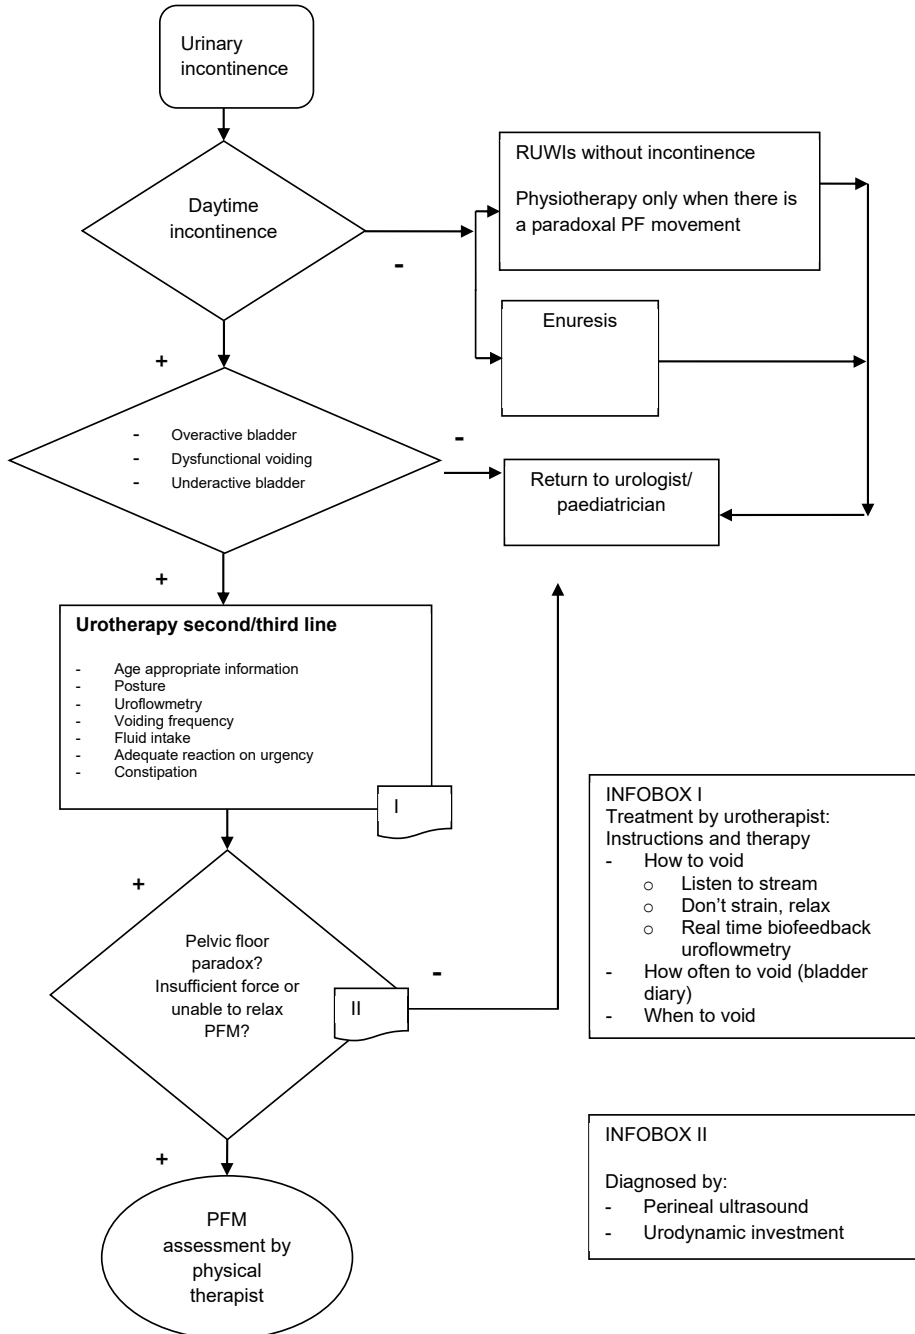 Urinary
incontinence
Daytime
incontinence
-
RUWIs without incontinence
Physiotherapy only when there is
a paradoxal PF movement
Enuresis
+
- Overactive bladder
- Dysfunctional voiding
- Underactive bladder
-
Return to urologist/
paediatrician
+
Urotherapy second/third line
- Age appropriate information
- Posture
- Uroflowmetry
- Voiding frequency
- Fluid intake
- Adequate reaction on urgency
- Constipation
I
+
Pelvic floor
paradox?
Insufficient force or
unable to relax
PFM?
II
-
+
PFM
assessment by
physical
therapist
INFOBOX I
Treatment by urotherapist:
Instructions and therapy
- How to void
o Listen to stream
o Don’t strain, relax
o Real time biofeedback
uroflowmetry
- How often to void (bladder
diary)
- When to void
INFOBOX II
Diagnosed by:
- Perineal ultrasound
- Urodynamic investment